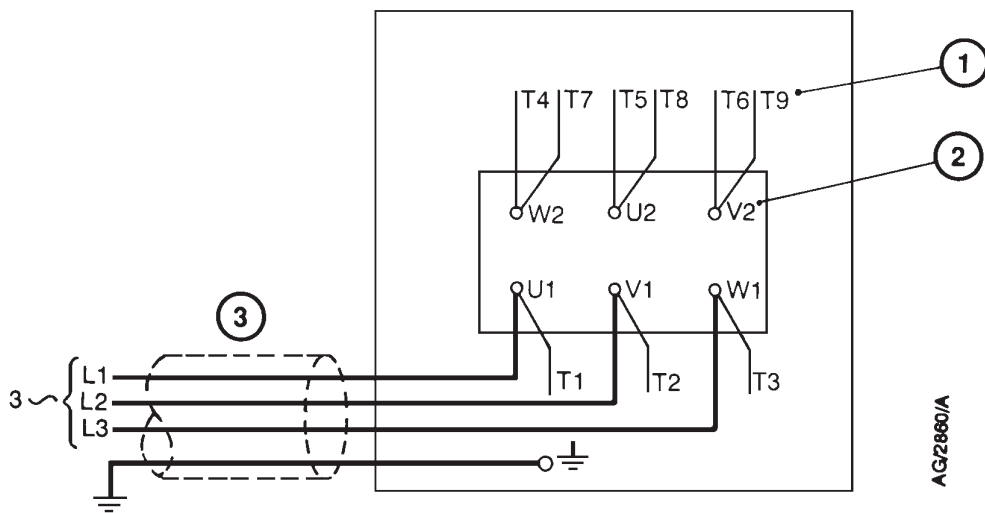 1
T4 T7 T5 T8 T6 T9
2
W2 U2 V2
U1 V1 W1
3
L1
T1 T2 T3
3 ~ L2
L3
AG/2860/A